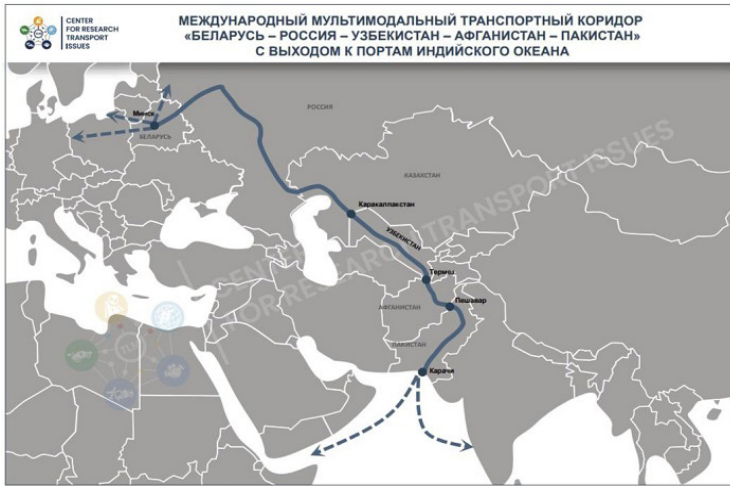 CENTER
FOR RESEARCH
TRANSPORT
ISSUES
МЕЖДУНАРОДНЫЙ МУЛЬТИМОДАЛЬНЫЙ ТРАНСПОРТНЫЙ КОРИДОР
«БЕЛАРУСЬ – РОССИЯ – УЗБЕКИСТАН – АФГАНИСТАН – ПАКИСТАН»
С ВЫХОДОМ К ПОРТАМ ИНДИЙСКОГО ОКЕАНА
РОССИЯ
Минск
БЕЛАРУСЬ
КАЗАХСТАН
Каракалпакстан
УЗБЕКИСТАН
Термез
АФГАНИСТАН
Пешавар
ПАКИСТАН
Карачи
CENTER
FOR RESEARCH TRANSPORT ISSUES